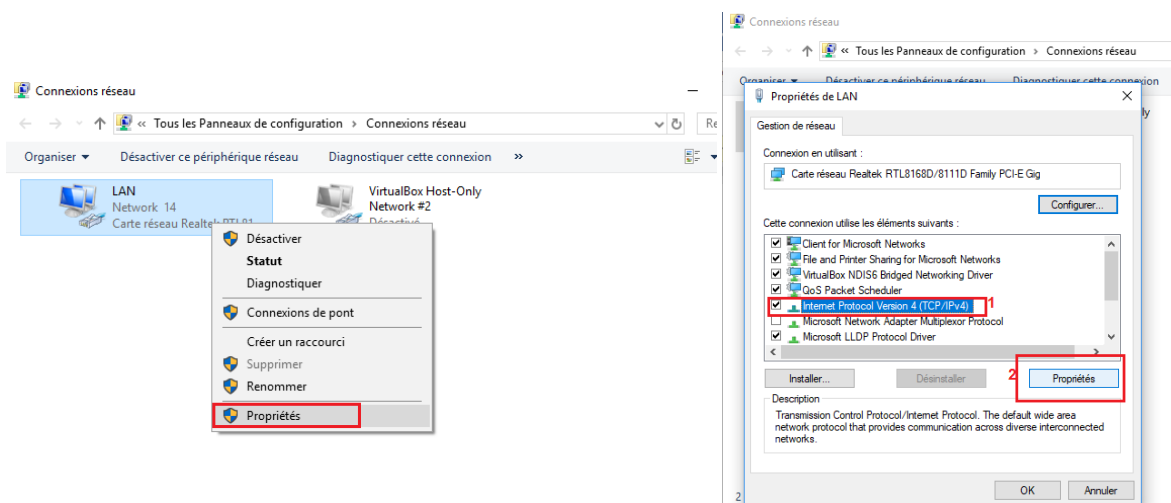 Connexions réseau
« Tous les Panneaux de configuration > Connexions réseau
Organiser Désactiver ce périphérique réseau Diagnostiquer cette connexion »
LAN
Network 14
Carte réseau Realtek
VirtualBox Host-Only
Network #2
Désactivé
Désactiver
Statut
Diagnostiquer
Connexions de pont
Créer un raccourci
Supprimer
Renommer
Propriétés
Connexions réseau
« Tous les Panneaux de configuration > Connexions réseau
Organiser Désactiver ce périphérique réseau Diagnostiquer cette connexion
Propriétés de LAN
Gestion de réseau
Connexion en utilisant :
Carte réseau Realtek RTL8168D/8111D Family PCI-E Gig
Configurer...
Cette connexion utilise les éléments suivants :
Client for Microsoft Networks
File and Printer Sharing for Microsoft Networks
VirtualBox NDIS6 Bridged Networking Driver
QoS Packet Scheduler
Internet Protocol Version 4 (TCP/IPv4) 1
Microsoft Network Adapter Multiplexor Protocol
Microsoft LLDP Protocol Driver
Installer... Désinstaller 2 Propriétés
Description
Transmission Control Protocol/Internet Protocol. The default wide area
network protocol that provides communication across diverse interconnected
networks.
OK Annuler
2